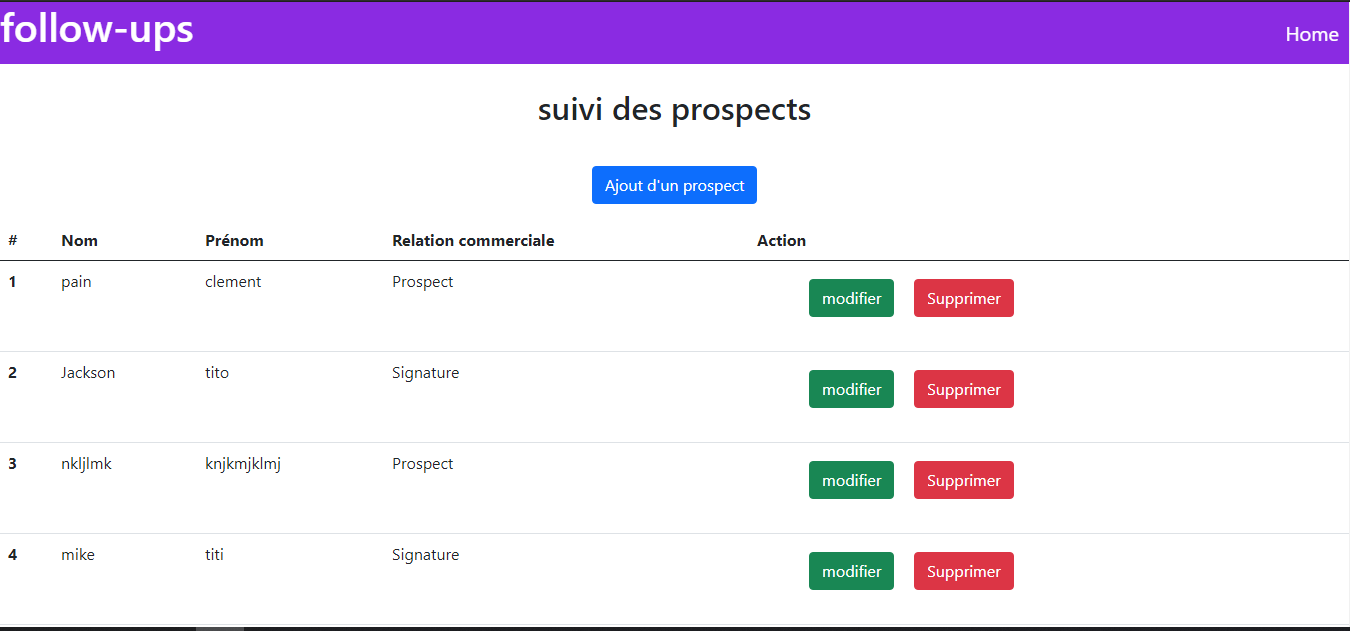 follow-ups
Home
suivi des prospects
Ajout d'un prospect
# Nom Prénom Relation commerciale Action
1 pain clement Prospect modifier Supprimer
2 Jackson tito Signature modifier Supprimer
3 nkljlmk knjkmjklmj Prospect modifier Supprimer
4 mike titi Signature modifier Supprimer